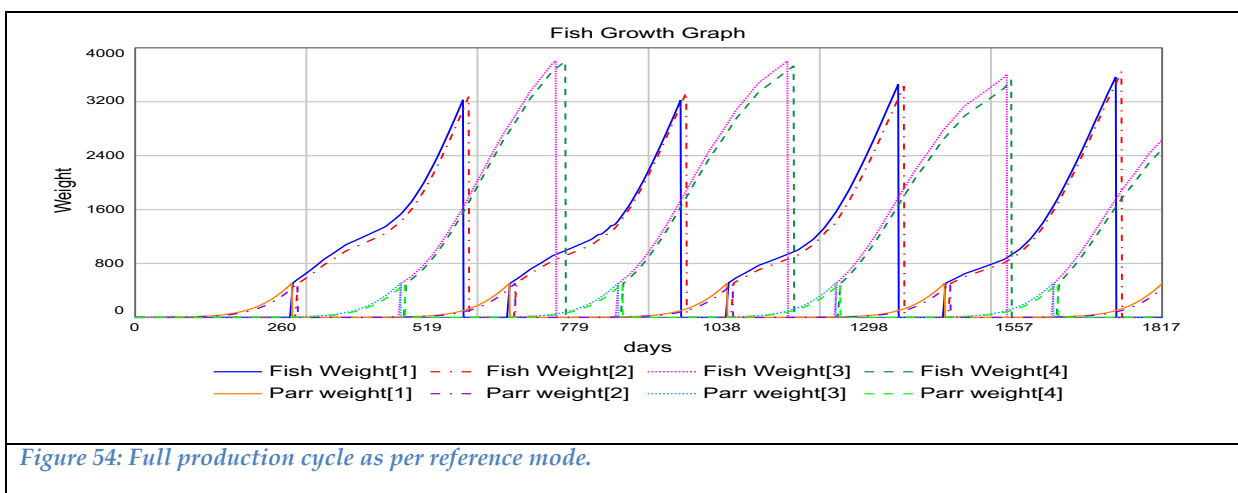 Fish Growth Graph
4000
3200
2400
1600
800
0
Weight
0 260 519 779 1038 1298 1557 1817
days
Fish Weight[1] Fish Weight[2] Fish Weight[3] Fish Weight[4]
Parr weight[1] Parr weight[2] Parr weight[3] Parr weight[4]
Figure 54: Full production cycle as per reference mode.